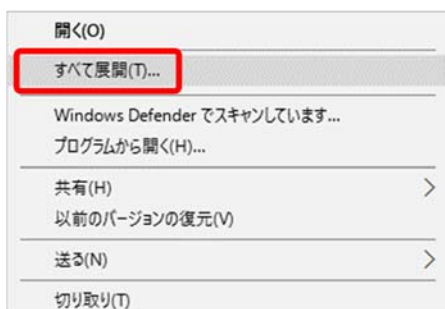 開く(O)
すべて展開(T)...
Windows Defender でスキャンしています...
プログラムから開く(H)...
共有(H)
以前のバージョンの復元(V)
送る(N)
切り取り(T)